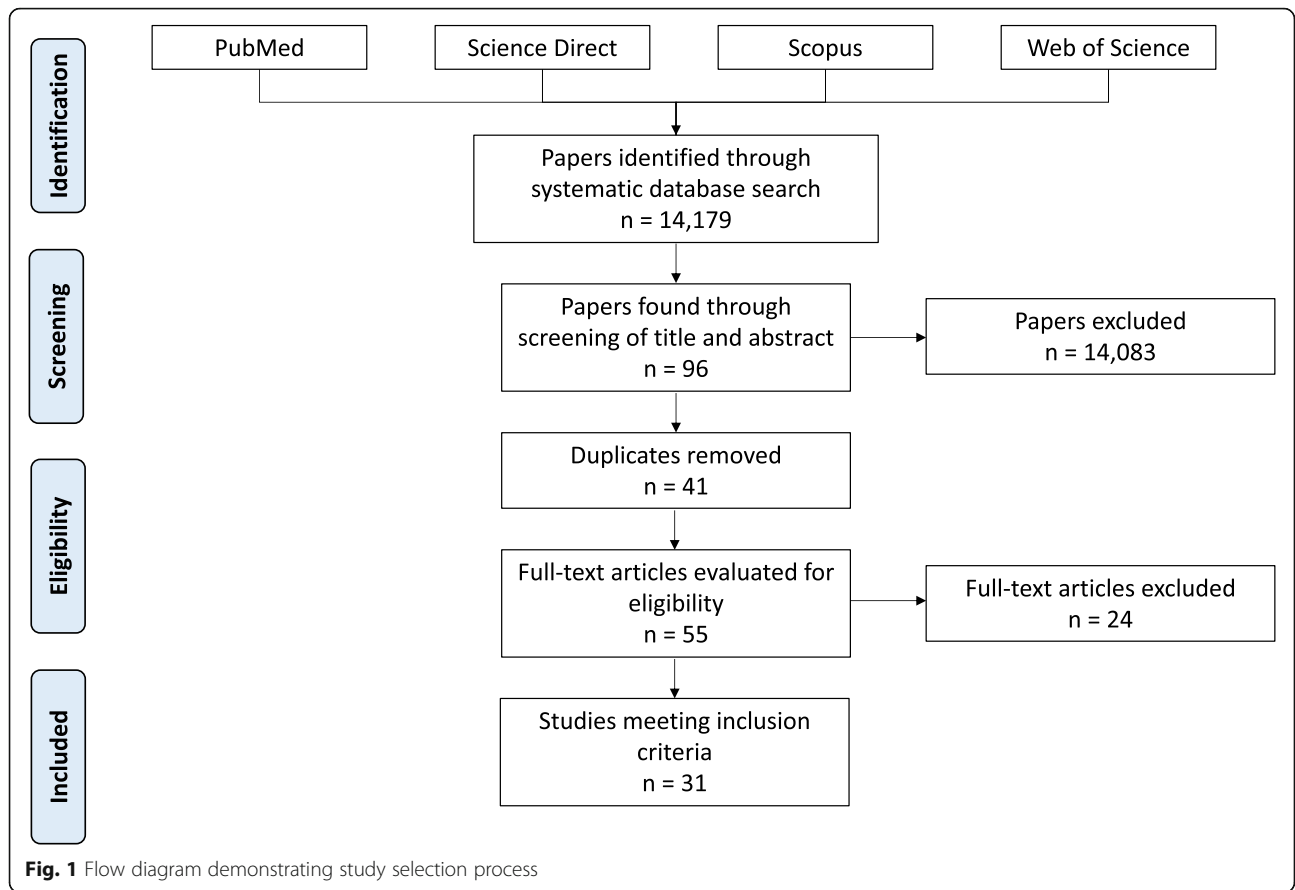 Identification
PubMed
Science Direct
Scopus
Web of Science
Papers identified through
systematic database search
n = 14,179
Screening
Papers found through
screening of title and abstract
n = 96
Papers excluded
n = 14,083
Duplicates removed
n = 41
Eligibility
Full-text articles evaluated for
eligibility
n = 55
Full-text articles excluded
n = 24
Included
Studies meeting inclusion
criteria
n = 31
Fig. 1 Flow diagram demonstrating study selection process